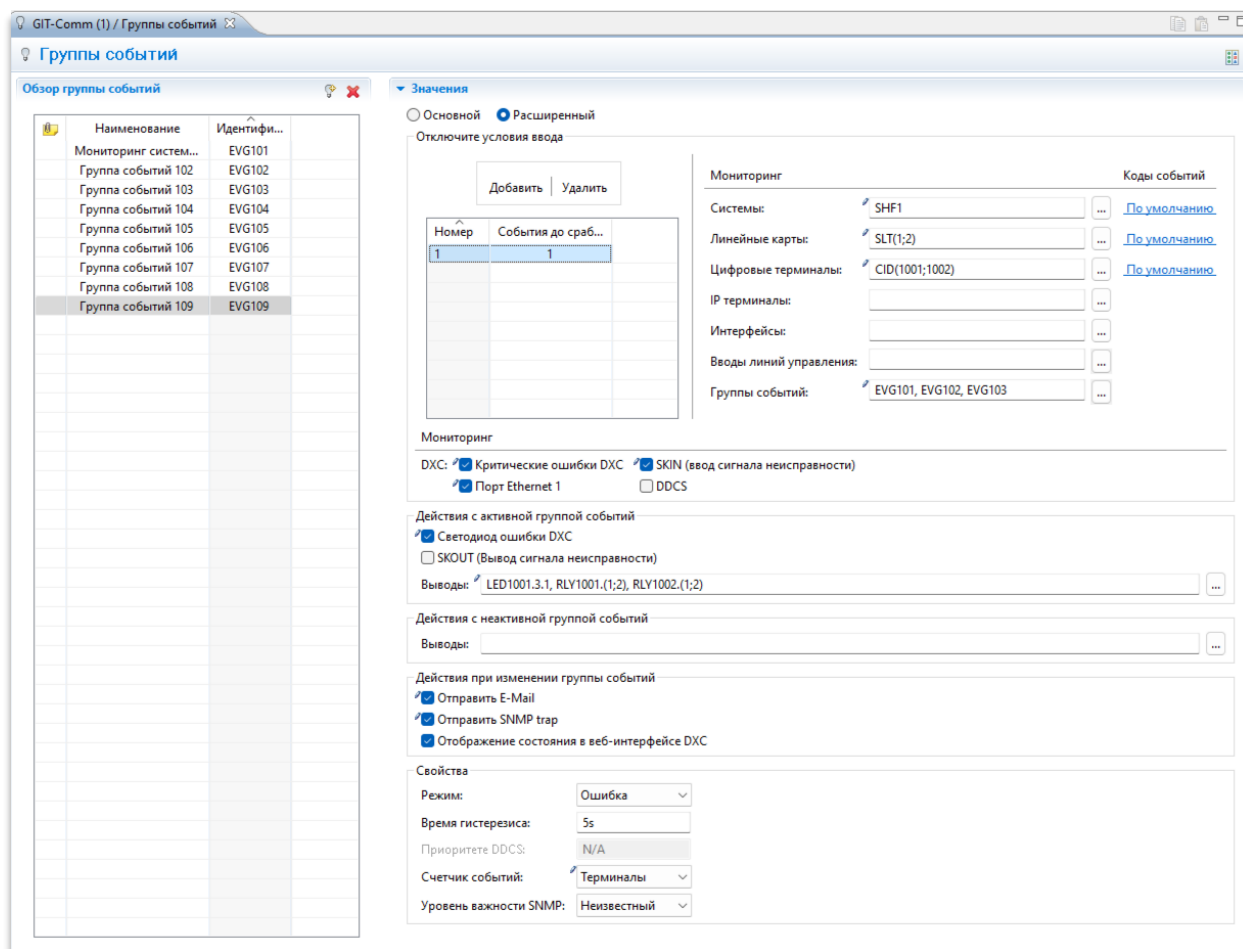 GIT-Comm (1) / Группы событий
Группы событий
Обзор группы событий
Наименование Идентифи...
Мониторинг систем... EVG101
Группа событий 102 EVG102
Группа событий 103 EVG103
Группа событий 104 EVG104
Группа событий 105 EVG105
Группа событий 106 EVG106
Группа событий 107 EVG107
Группа событий 108 EVG108
Группа событий 109 EVG109
Значения
Основной Расширенный
Отключите условия ввода
Добавить Удалить
Номер События до сраб...
1 1
Мониторинг Коды событий
Системы: SHF1 ... По умолчанию
Линейные карты: SLT(1;2) ... По умолчанию
Цифровые терминалы: CID(1001;1002) ... По умолчанию
IP терминалы: ...
Интерфейсы: ...
Вводы линий управления: ...
Группы событий: EVG101, EVG102, EVG103 ...
Мониторинг
DXC: Критические ошибки DXC SKIN (ввод сигнала неисправности)
Порт Ethernet 1 DDCS
Действия с активной группой событий
Светодиод ошибки DXC
SKOUT (Вывод сигнала неисправности)
Выводы: LED1001.3.1, RLY1001.(1;2), RLY1002.(1;2) ...
Действия с неактивной группой событий
Выводы: ...
Действия при изменении группы событий
Отправить E-Mail
Отправить SNMP trap
Отображение состояния в веб-интерфейсе DXC
Свойства
Режим: Ошибка
Время гистерезиса: 5s
Приоритете DDCS: N/A
Счетчик событий: Терминалы
Уровень важности SNMP: Неизвестный